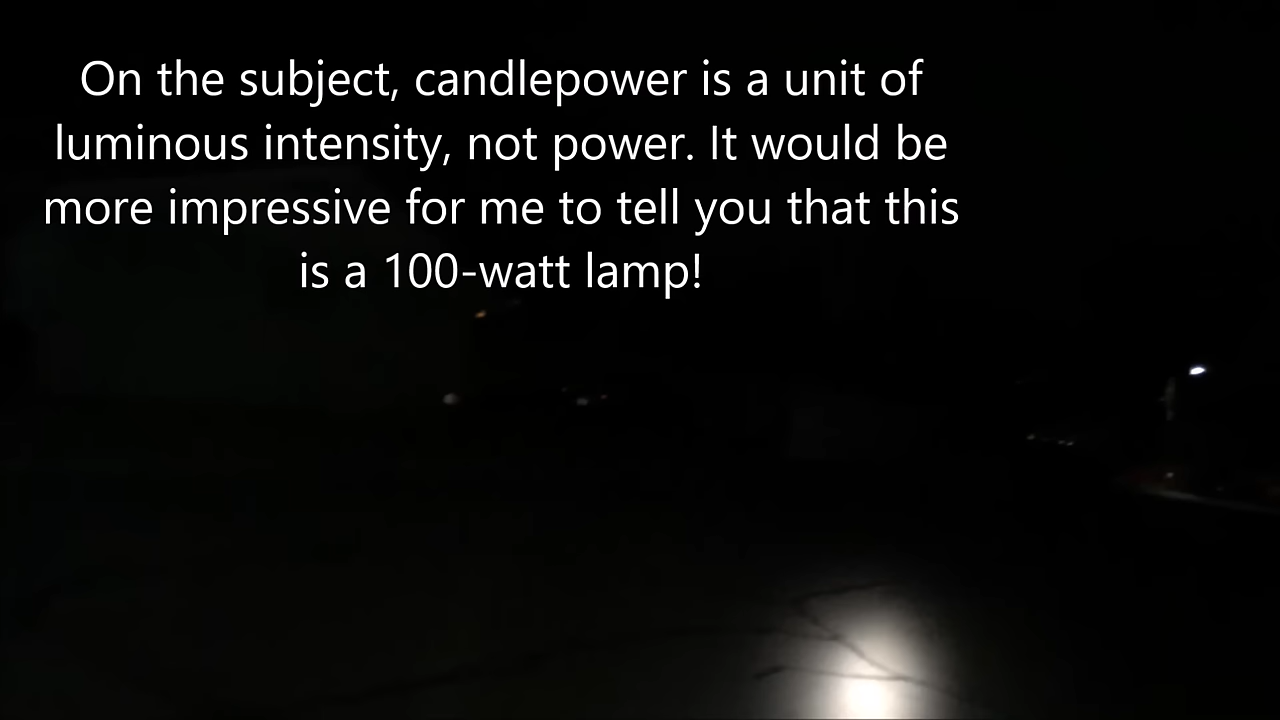 On the subject, candlepower is a unit of
luminous intensity, not power. It would be
more impressive for me to tell you that this
is a 100-watt lamp!